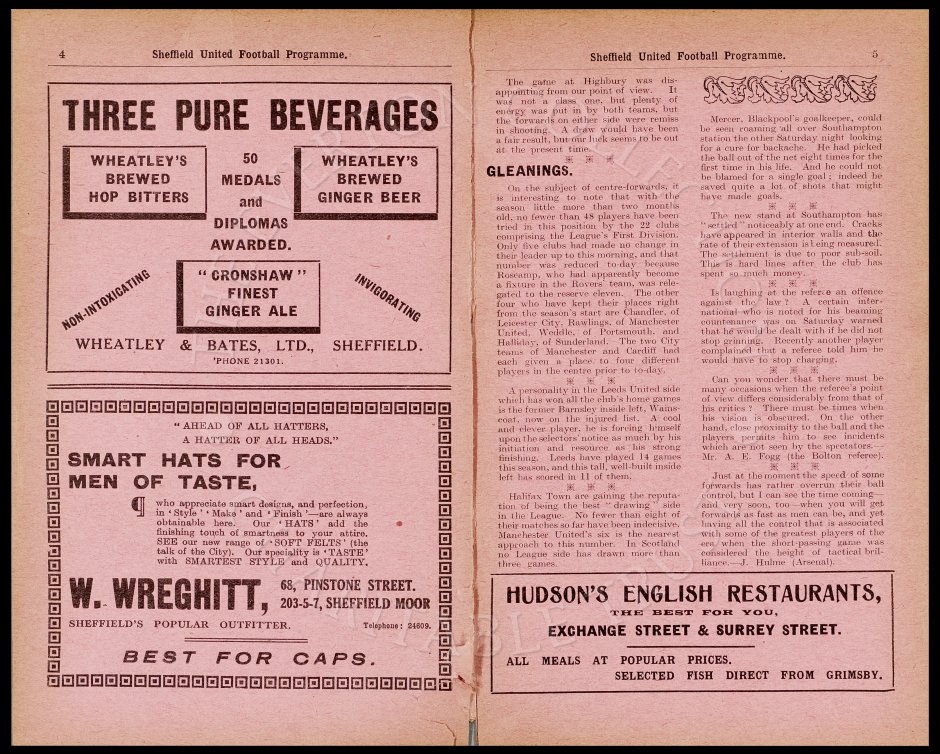 4 Sheffield United Football Programme.
THREE PURE BEVERAGES
WHEATLEY'S
BREWED
HOP BITTERS
50
MEDALS
and
DIPLOMAS
AWARDED.
WHEATLEY'S
BREWED
GINGER BEER
NON-INTOXICATING
"CRONSHAW"
FINEST
GINGER ALE
INVIGORATING
WHEATLEY & BATES, LTD., SHEFFIELD.
'PHONE 21301.
"AHEAD OF ALL HATTERS,
A HATTER OF ALL HEADS."
SMART HATS FOR
MEN OF TASTE,
¶ who appreciate smart designs, and perfection,
in 'Style' 'Make' and 'Finish'—are always
obtainable here. Our 'HATS' add the
finishing touch of smartness to your attire.
SEE our new range of 'SOFT FELTS' (the
talk of the City). Our speciality is 'TASTE'
with SMARTEST STYLE and QUALITY.
W. WREGHITT,
68, PINSTONE STREET.
203-5-7, SHEFFIELD MOOR
SHEFFIELD'S POPULAR OUTFITTER. Telephone: 24609.
BEST FOR CAPS.
Sheffield United Football Programme. 5
The game at Highbury was dis-
appointing from our point of view. It
was not a class one, but plenty of
energy was put in by both teams, but
the forwards on either side were remiss
in shooting. A draw would have been
a fair result, but our luck seems to be out
at the present time.
GLEANINGS.
On the subject of centre-forwards, it
is interesting to note that with the
season little more than two months
old, no fewer than 48 players have been
tried in this position by the 22 clubs
comprising the League's First Division.
Only five clubs had made no change in
their leader up to this morning, and that
number was reduced to-day because
Roscamp, who had apparently become
a fixture in the Rovers' team, was rele-
gated to the reserve eleven. The other
four who have kept their places right
from the season's start are Chandler, of
Leicester City, Rawlings, of Manchester
United, Weddle, of Portsmouth, and
Halliday, of Sunderland. The two City
teams of Manchester and Cardiff had
each given a place to four different
players in the centre prior to to-day.
A personality in the Leeds United side
which has won all the club's home games
is the former Barnsley inside left, Wains-
coat, now on the injured list. A cool
and clever player, he is forcing himself
upon the selectors' notice as much by his
initiation and resource as his strong
finishing. Leeds have played 14 games
this season, and this tall, well-built inside
left has scored in 11 of them.
Halifax Town are gaining the reputa-
tion of being the best "drawing" side
in the League. No fewer than eight of
their matches so far have been indecisive.
Manchester United's six is the nearest
approach to this number. In Scotland
no League side has drawn more than
three games.
Mercer, Blackpool's goalkeeper, could
be seen roaming all over Southampton
station the other Saturday night looking
for a cure for backache. He had picked
the ball out of the net eight times for the
first time in his life. And he could not
be blamed for a single goal; indeed he
saved quite a lot of shots that might
have made goals.
The new stand at Southampton has
"settled" noticeably at one end. Cracks
have appeared in interior walls and the
rate of their extension is being measured.
The settlement is due to poor sub-soil.
This is hard lines after the club has
spent so much money.
Is laughing at the referee an offence
against the law? A certain inter-
national who is noted for his beaming
countenance was on Saturday warned
that he would be dealt with if he did not
stop grinning. Recently another player
complained that a referee told him he
would have to stop charging.
Can you wonder that there must be
many occasions when the referee's point
of view differs considerably from that of
his critics? There must be times when
his vision is obscured. On the other
hand, close proximity to the ball and the
players permits him to see incidents
which are not seen by the spectators.—
Mr. A. E. Fogg (the Bolton referee).
Just at the moment the speed of some
forwards has rather overrun their ball
control, but I can see the time coming—
and very soon, too—when you will get
forwards as fast as men can be, and yet
having all the control that is associated
with some of the greatest players of the
era when the short-passing game was
considered the height of tactical bril-
liance.—J. Hulme (Arsenal).
HUDSON'S ENGLISH RESTAURANTS,
THE BEST FOR YOU,
EXCHANGE STREET & SURREY STREET.
ALL MEALS AT POPULAR PRICES.
SELECTED FISH DIRECT FROM GRIMSBY.